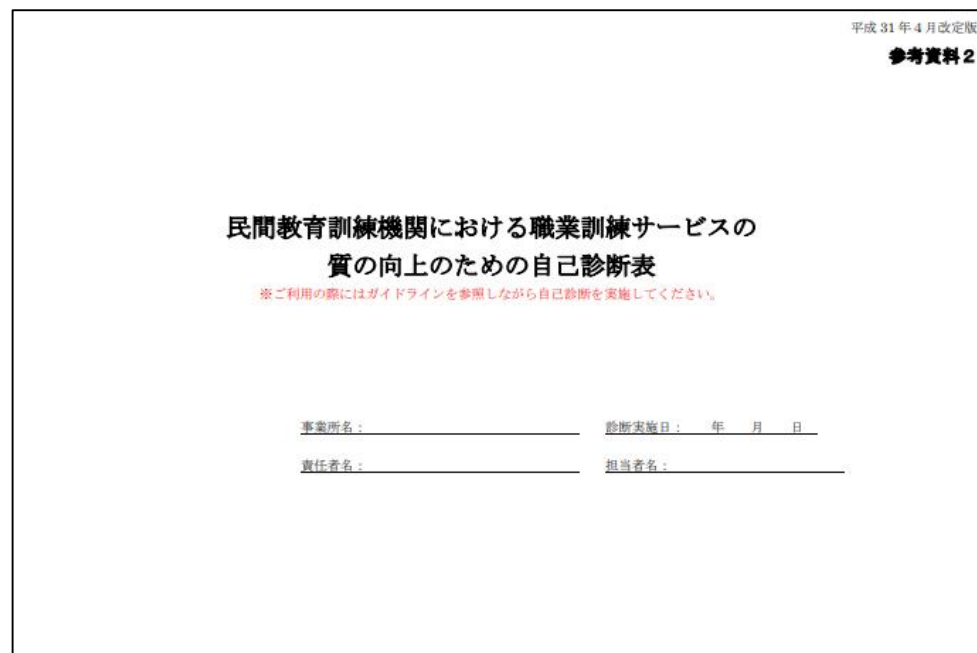 平成 31 年 4 月改定版
参考資料２
民間教育訓練機関における職業訓練サービスの
質の向上のための自己診断表
※ご利用の際にはガイドラインを参照しながら自己診断を実施してください。
事業所名： 診断実施日： 年 月 日
責任者名： 担当者名：